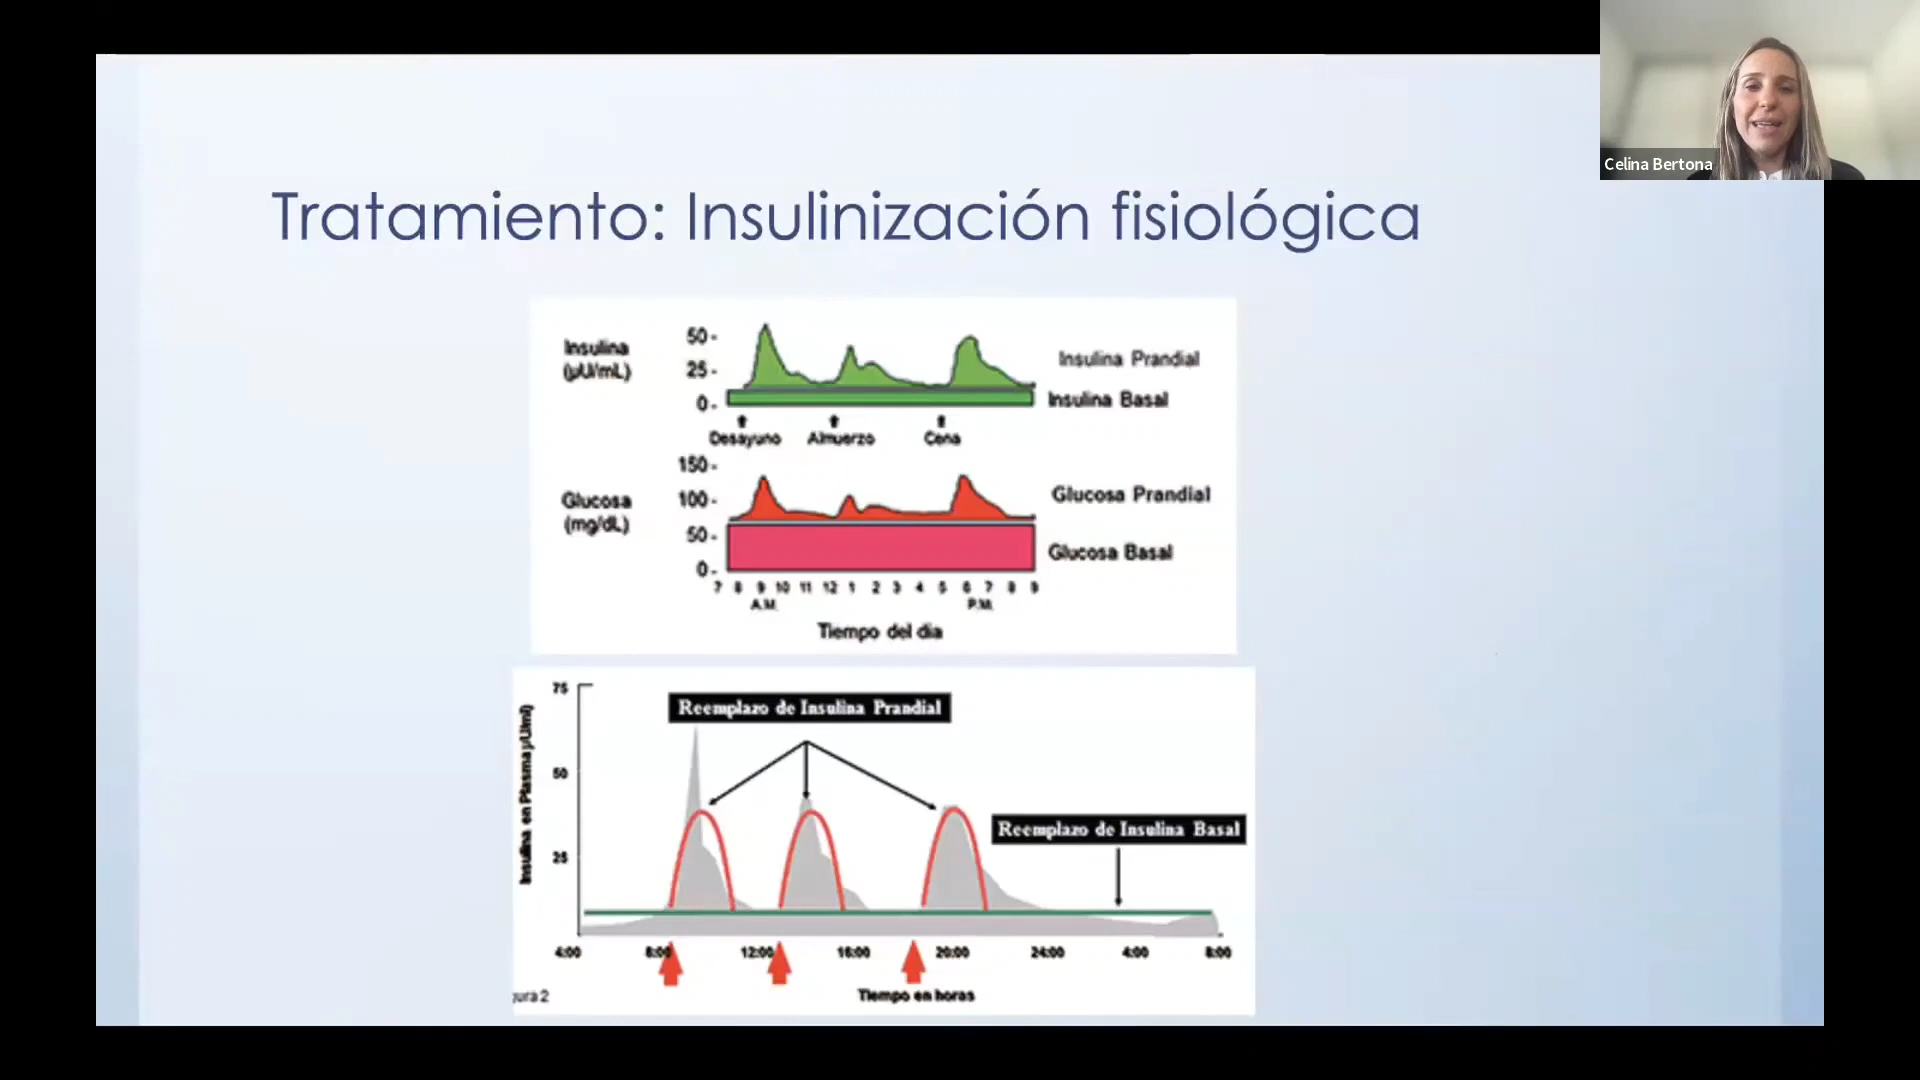 Celina Bertona
Tratamiento: Insulinización fisiológica
Insulina
(µU/mL)
50-
25-
0-
Insulina Prandial
Insulina Basal
Desayuno Almuerzo Cena
Glucosa
(mg/dL)
150-
100-
50-
0-
Glucosa Prandial
Glucosa Basal
7 8 9 10 11 12 1 2 3 4 5 6 7 8 9
A.M. P.M.
Tiempo del dia
Insulina en Plasma µU/ml)
75
50
25
Reemplazo de Insulina Prandial
Reemplazo de Insulina Basal
4:00 8:00 12:00 16:00 20:00 24:00 4:00 8:00
Tiempo en horas
gura 2